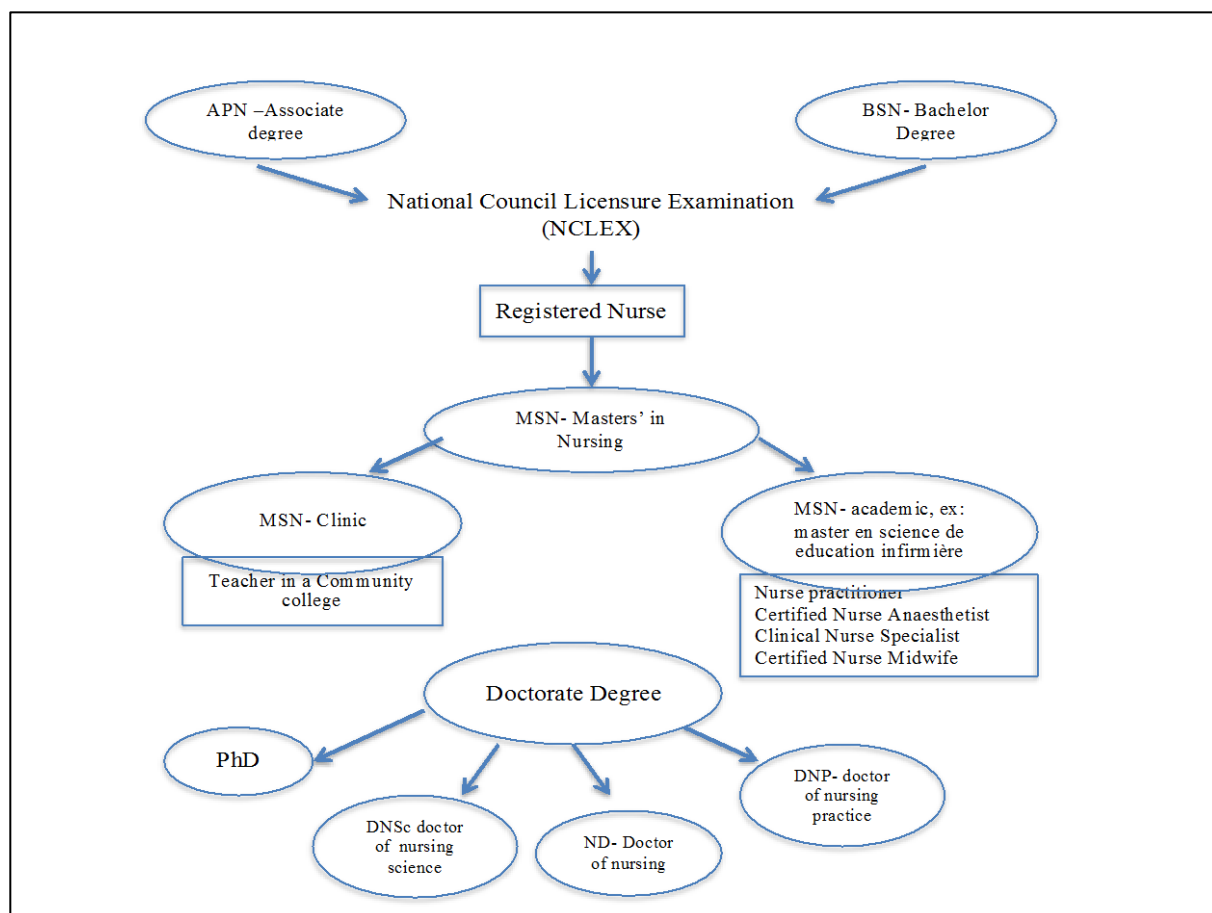 APN –Associate
degree
BSN- Bachelor
Degree
National Council Licensure Examination
(NCLEX)
Registered Nurse
MSN- Masters’ in
Nursing
MSN- Clinic
Teacher in a Community
college
MSN- academic, ex:
master en science de
education infirmière
Nurse practitioner
Certified Nurse Anaesthetist
Clinical Nurse Specialist
Certified Nurse Midwife
Doctorate Degree
PhD
DNSc doctor
of nursing
science
ND- Doctor
of nursing
DNP- doctor
of nursing
practice